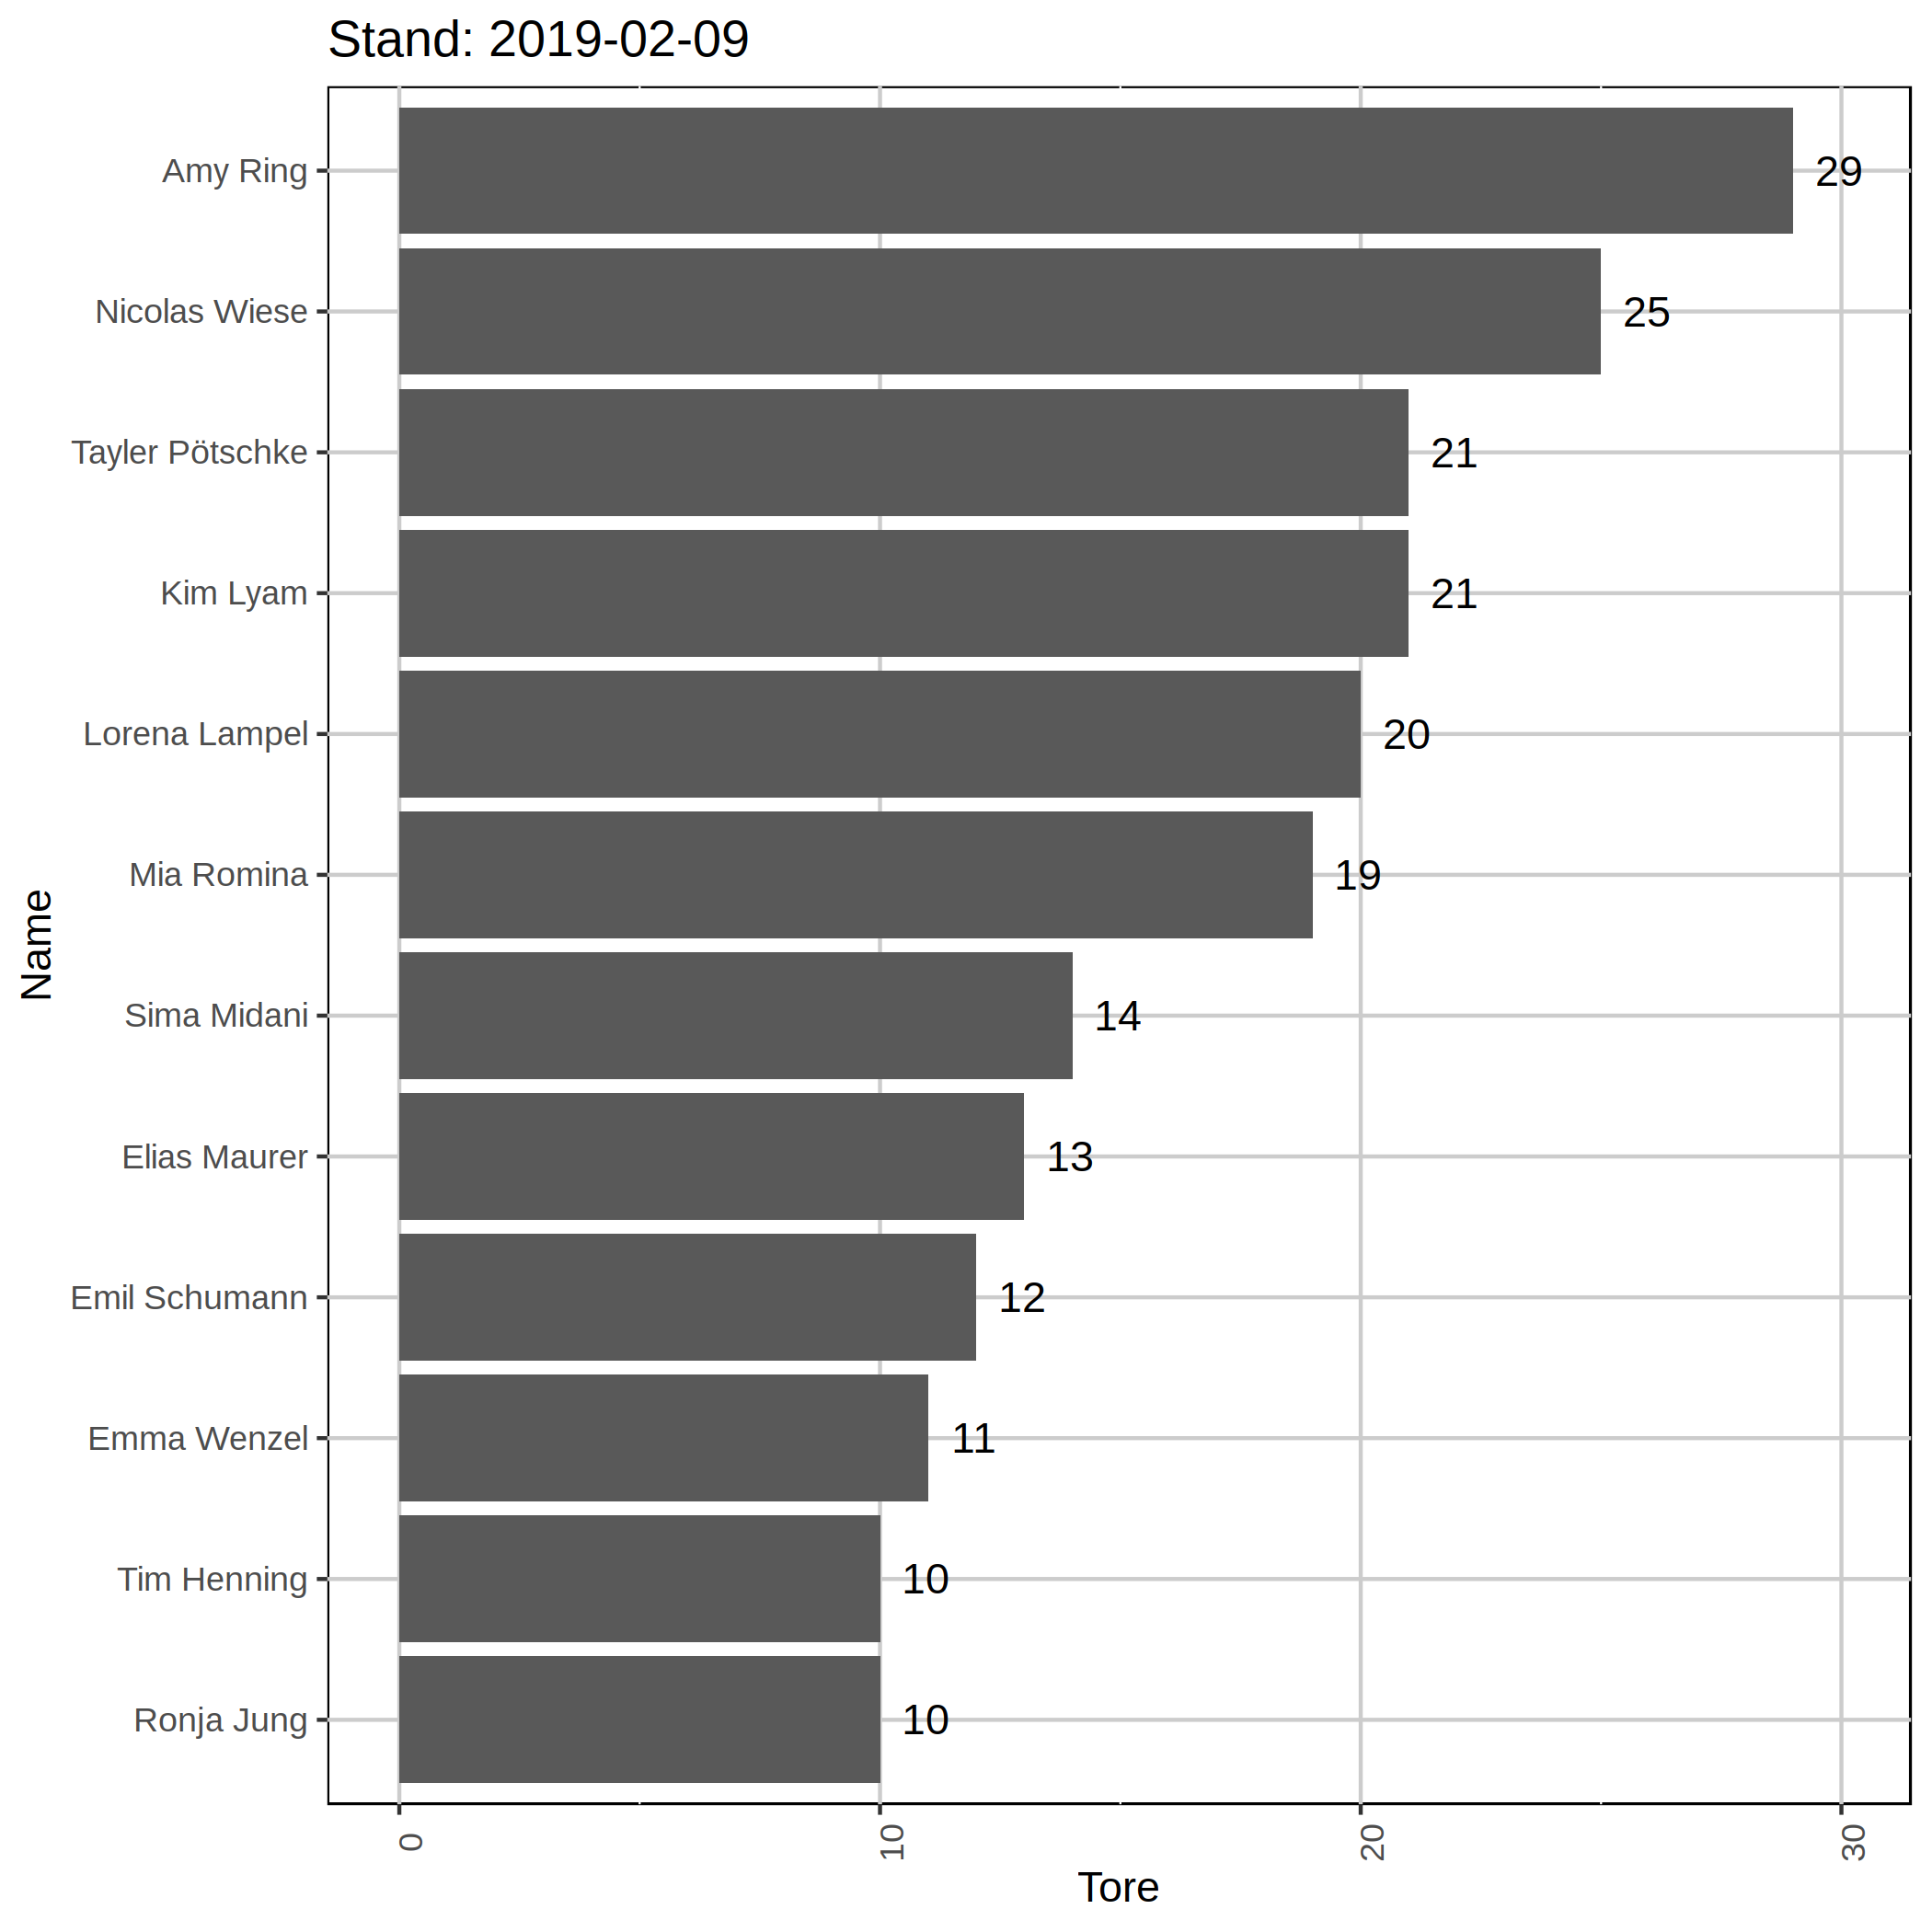 Stand: 2019-02-09
Amy Ring 29
Nicolas Wiese 25
Tayler Pötschke 21
Kim Lyam 21
Lorena Lampel 20
Mia Romina 19
Sima Midani 14
Elias Maurer 13
Emil Schumann 12
Emma Wenzel 11
Tim Henning 10
Ronja Jung 10
Name
0 10 20 30
Tore